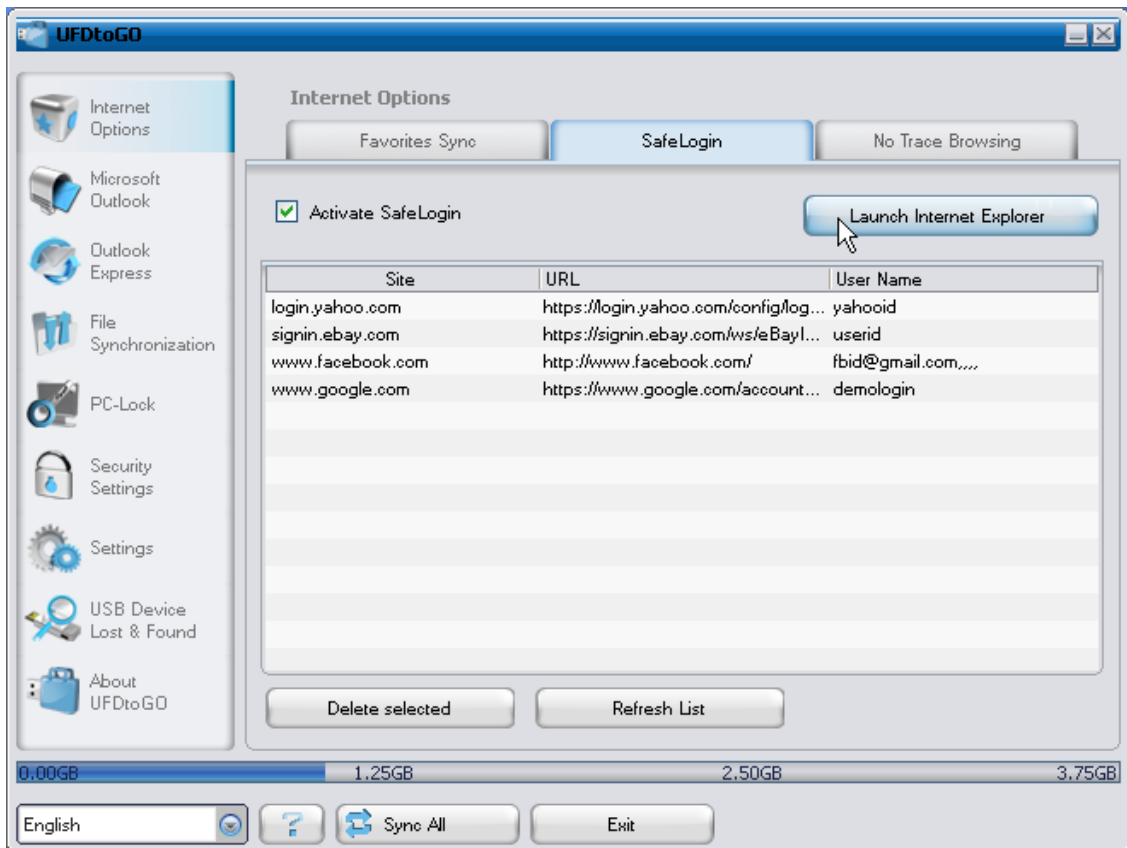 UFDtoGO
Internet
Options
Microsoft
Outlook
Outlook
Express
File
Synchronization
PC-Lock
Security
Settings
Settings
USB Device
Lost & Found
About
UFDtoGO
Internet Options
Favorites Sync
SafeLogin
No Trace Browsing
Activate SafeLogin
Launch Internet Explorer
Site URL User Name
login.yahoo.com https://login.yahoo.com/config/log... yahooid
signin.ebay.com https://signin.ebay.com/ws/eBayI... userid
www.facebook.com http://www.facebook.com/ fbid@gmail.com,,,,
www.google.com https://www.google.com/account... demologin
Delete selected
Refresh List
0.00GB 1.25GB 2.50GB 3.75GB
English
?
Sync All
Exit